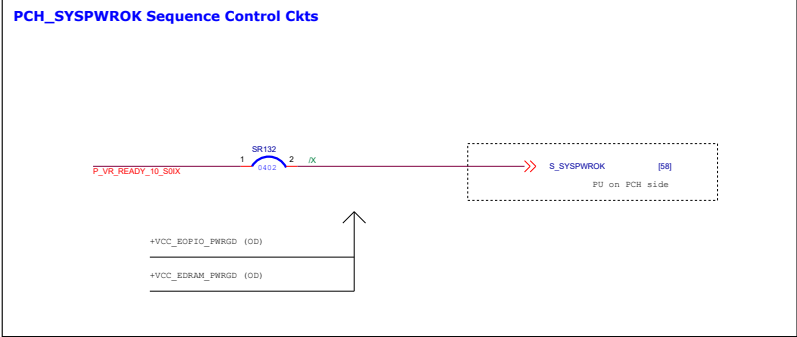 PCH_SYSPWROK Sequence Control Ckts
SR132
1 2 /X
0402
P_VR_READY_10_S0IX
S_SYSPWROK [58]
PU on PCH side
+VCC_EOPIO_PWRGD (OD)
+VCC_EDRAM_PWRGD (OD)